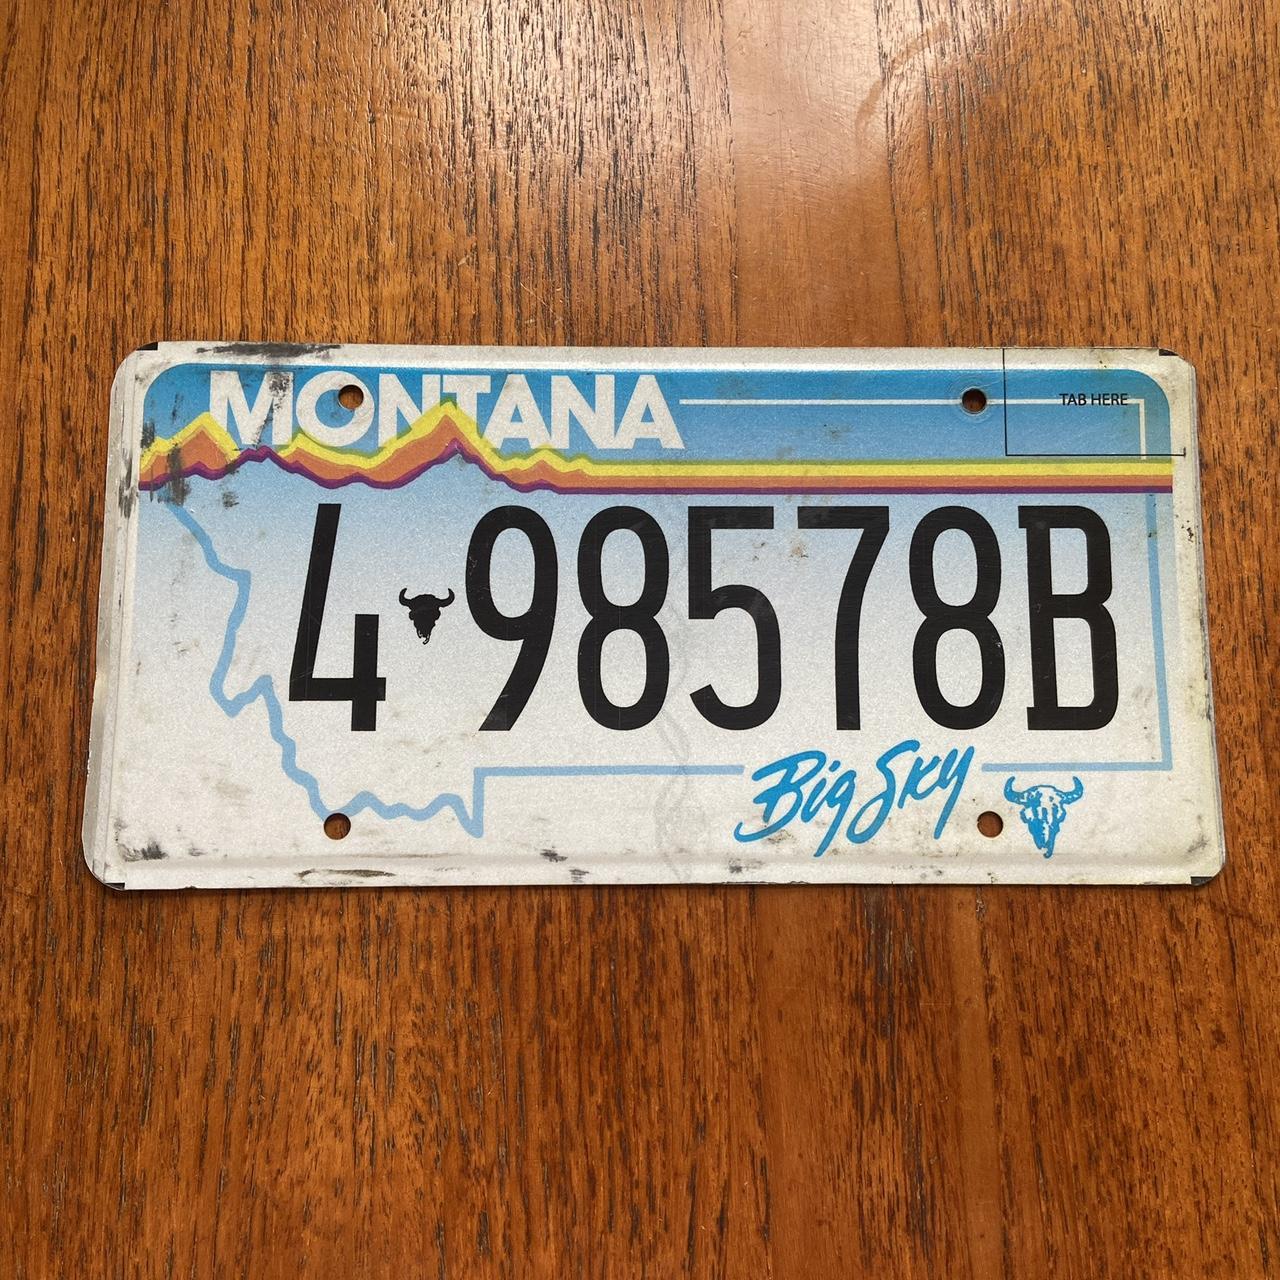 MONTANA
TAB HERE
4 98578B
Big Sky